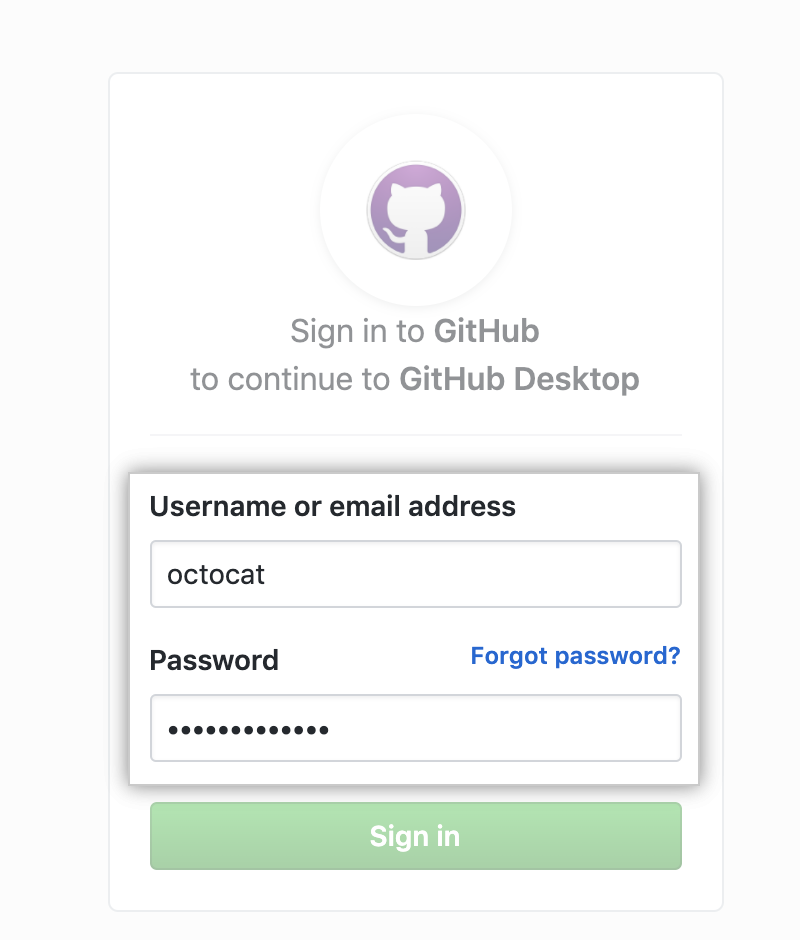 Sign in to GitHub
to continue to GitHub Desktop
Username or email address
octocat
Password
Forgot password?
•••••••••••••
Sign in